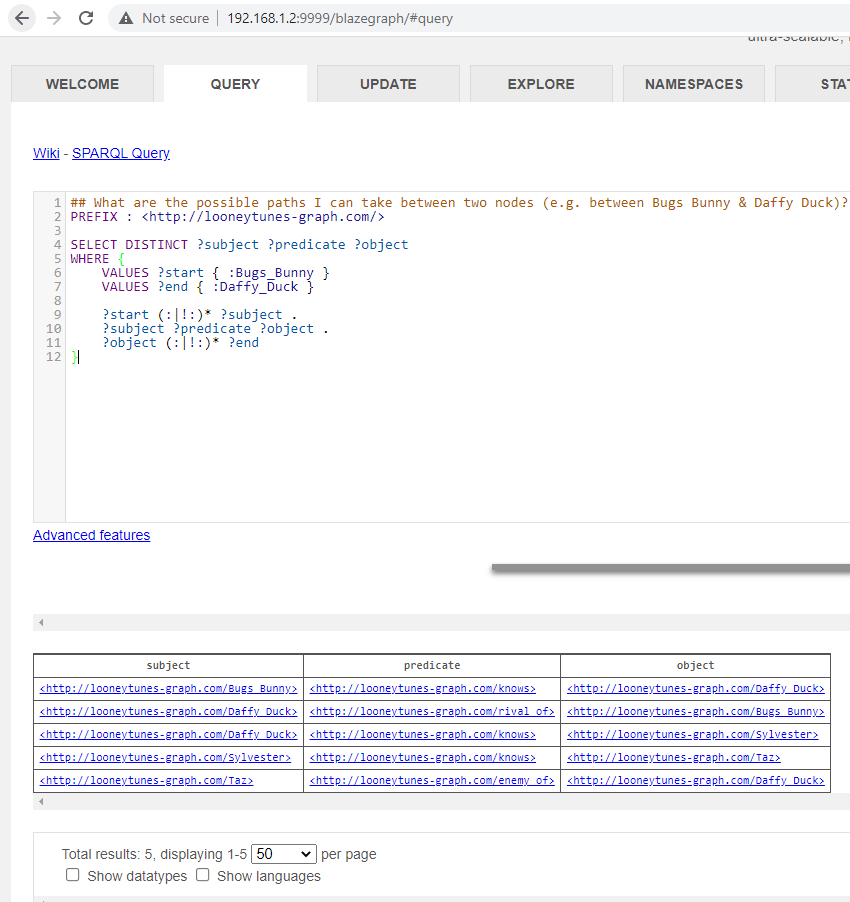 Not secure | 192.168.1.2:9999/blazegraph/#query
ultra-scalable,
WELCOME QUERY UPDATE EXPLORE NAMESPACES STAT
Wiki - SPARQL Query
1 ## What are the possible paths I can take between two nodes (e.g. between Bugs Bunny & Daffy Duck)?
2 PREFIX : <http://looneytunes-graph.com/>
3
4 SELECT DISTINCT ?subject ?predicate ?object
5 WHERE {
6 VALUES ?start { :Bugs_Bunny }
7 VALUES ?end { :Daffy_Duck }
8
9 ?start (:|!:)* ?subject .
10 ?subject ?predicate ?object .
11 ?object (:|!:)* ?end
12 }
Advanced features
subject predicate object
<http://looneytunes-graph.com/Bugs_Bunny> <http://looneytunes-graph.com/knows> <http://looneytunes-graph.com/Daffy_Duck>
<http://looneytunes-graph.com/Daffy_Duck> <http://looneytunes-graph.com/rival_of> <http://looneytunes-graph.com/Bugs_Bunny>
<http://looneytunes-graph.com/Daffy_Duck> <http://looneytunes-graph.com/knows> <http://looneytunes-graph.com/Sylvester>
<http://looneytunes-graph.com/Sylvester> <http://looneytunes-graph.com/knows> <http://looneytunes-graph.com/Taz>
<http://looneytunes-graph.com/Taz> <http://looneytunes-graph.com/enemy_of> <http://looneytunes-graph.com/Daffy_Duck>
Total results: 5, displaying 1-5 50 per page
Show datatypes Show languages